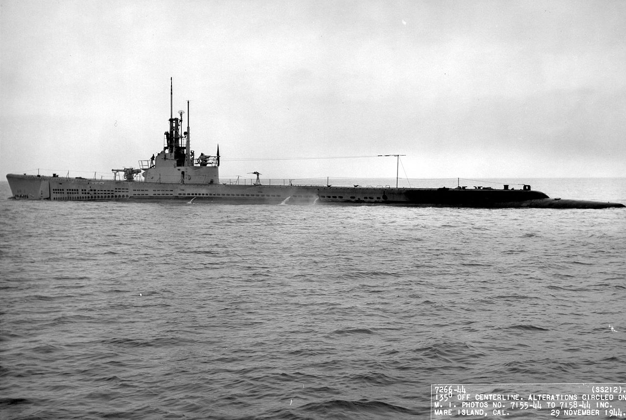 7266-44 (SS212).
135° OFF CENTERLINE. ALTERATIONS CIRCLED ON
M. I. PHOTOS NO. 7155-44 TO 7158-44 INC.
MARE ISLAND, CAL. 29 NOVEMBER 1944.